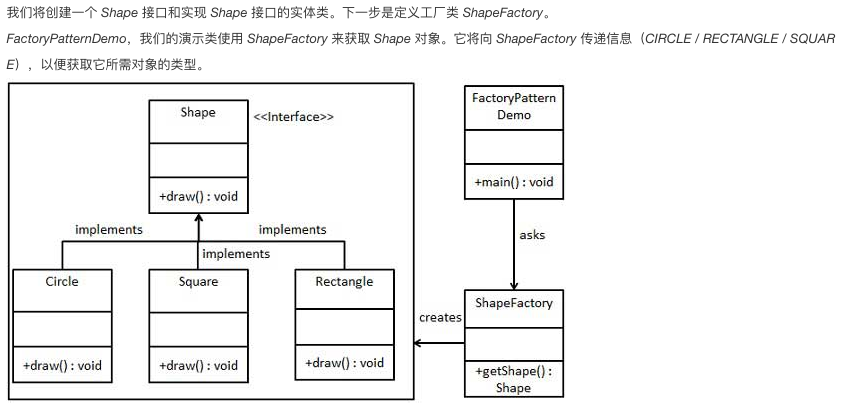 我们将创建一个 Shape 接口和实现 Shape 接口的实体类。下一步是定义工厂类 ShapeFactory。
FactoryPatternDemo，我们的演示类使用 ShapeFactory 来获取 Shape 对象。它将向 ShapeFactory 传递信息（CIRCLE / RECTANGLE / SQUAR
E），以便获取它所需对象的类型。
Shape
<<Interface>>
+draw() : void
implements
implements
implements
Circle
+draw() : void
Square
+draw() : void
Rectangle
+draw() : void
FactoryPattern
Demo
+main() : void
asks
ShapeFactory
+getShape() :
Shape
creates